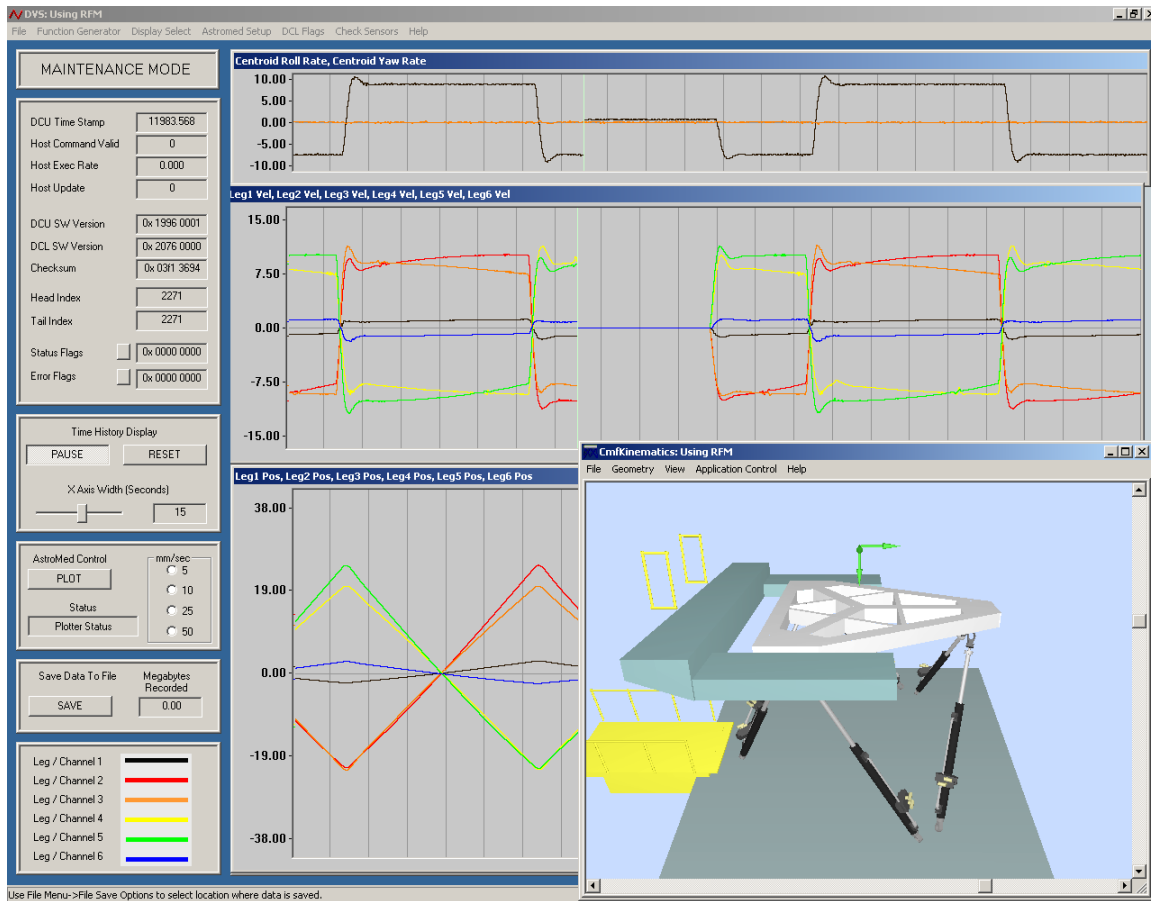 DVS: Using RFM
File Function Generator Display Select Astromed Setup DCL Flags Check Sensors Help
MAINTENANCE MODE
DCU Time Stamp 11983.568
Host Command Valid 0
Host Exec Rate 0.000
Host Update 0
DCU SW Version 0x 1996 0001
DCL SW Version 0x 2076 0000
Checksum 0x 03f1 3694
Head Index 2271
Tail Index 2271
Status Flags 0x 0000 0000
Error Flags 0x 0000 0000
Time History Display
PAUSE RESET
X Axis Width (Seconds)
15
AstroMed Control
PLOT
Status
Plotter Status
mm/sec
5
10
25
50
Save Data To File
SAVE
Megabytes
Recorded
0.00
Leg / Channel 1
Leg / Channel 2
Leg / Channel 3
Leg / Channel 4
Leg / Channel 5
Leg / Channel 6
Centroid Roll Rate, Centroid Yaw Rate
10.00
5.00
0.00
-5.00
-10.00
Leg1 Vel, Leg2 Vel, Leg3 Vel, Leg4 Vel, Leg5 Vel, Leg6 Vel
15.00
7.50
0.00
-7.50
-15.00
Leg1 Pos, Leg2 Pos, Leg3 Pos, Leg4 Pos, Leg5 Pos, Leg6 Pos
38.00
19.00
0.00
-19.00
-38.00
CmfKinematics: Using RFM
File Geometry View Application Control Help
Use File Menu->File Save Options to select location where data is saved.